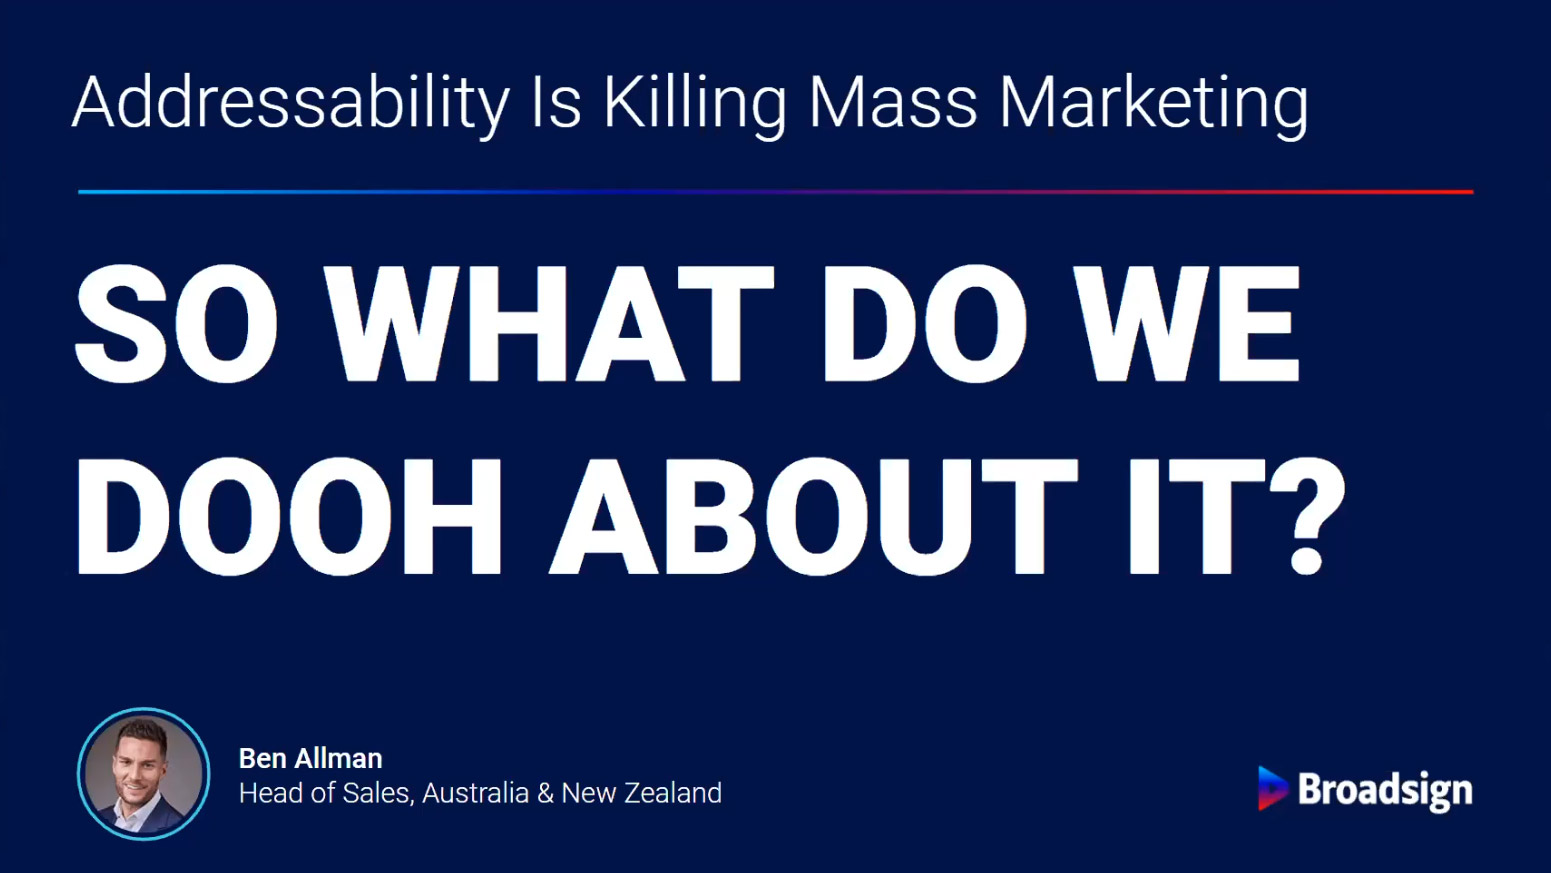 Addressability Is Killing Mass Marketing
SO WHAT DO WE
DOOH ABOUT IT?
Ben Allman
Head of Sales, Australia & New Zealand
Broadsign